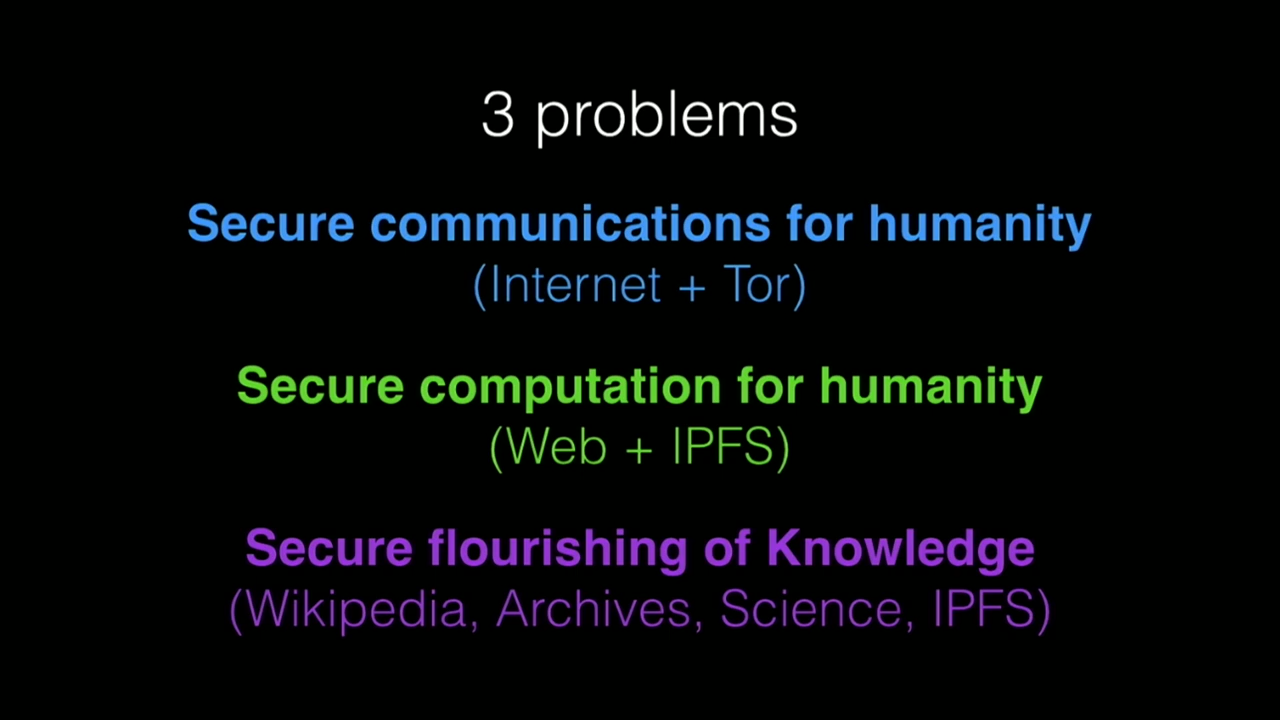 3 problems
Secure communications for humanity
(Internet + Tor)
Secure computation for humanity
(Web + IPFS)
Secure flourishing of Knowledge
(Wikipedia, Archives, Science, IPFS)